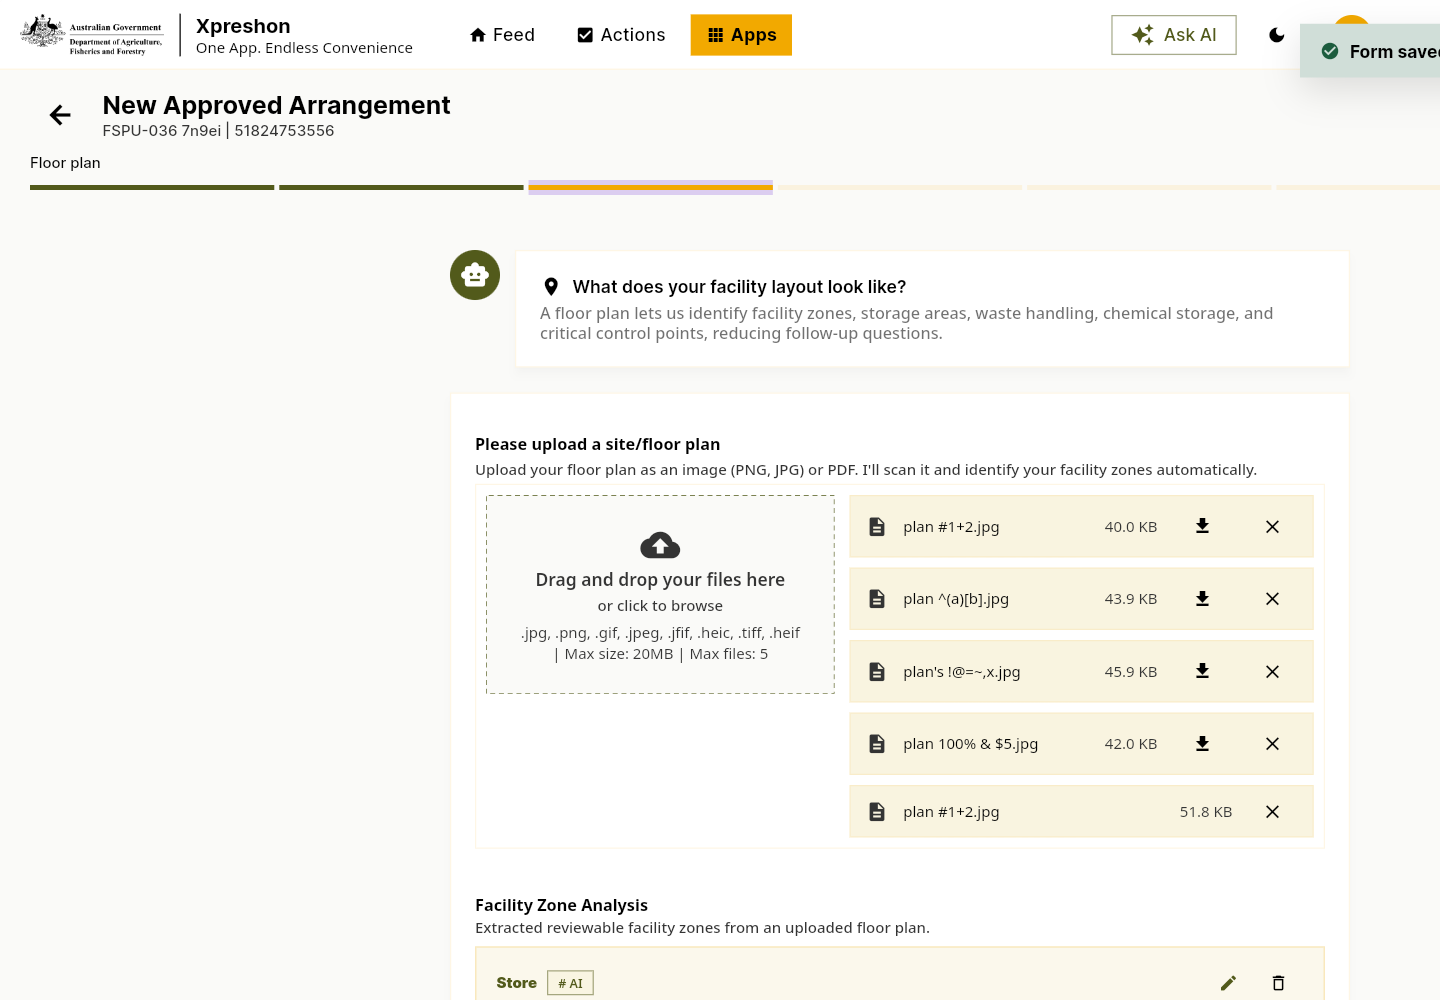 Australian Government
Department of Agriculture,
Fisheries and Forestry
Xpreshon
One App. Endless Convenience
Feed
Actions
Apps
Ask AI
Form saved
New Approved Arrangement
FSPU-036 7n9ei | 51824753556
Floor plan
What does your facility layout look like?
A floor plan lets us identify facility zones, storage areas, waste handling, chemical storage, and
critical control points, reducing follow-up questions.
Please upload a site/floor plan
Upload your floor plan as an image (PNG, JPG) or PDF. I'll scan it and identify your facility zones automatically.
Drag and drop your files here
or click to browse
.jpg, .png, .gif, .jpeg, .jfif, .heic, .tiff, .heif
| Max size: 20MB | Max files: 5
plan #1+2.jpg 40.0 KB
plan ^(a)[b].jpg 43.9 KB
plan's !@=~,x.jpg 45.9 KB
plan 100% & $5.jpg 42.0 KB
plan #1+2.jpg 51.8 KB
Facility Zone Analysis
Extracted reviewable facility zones from an uploaded floor plan.
Store # AI